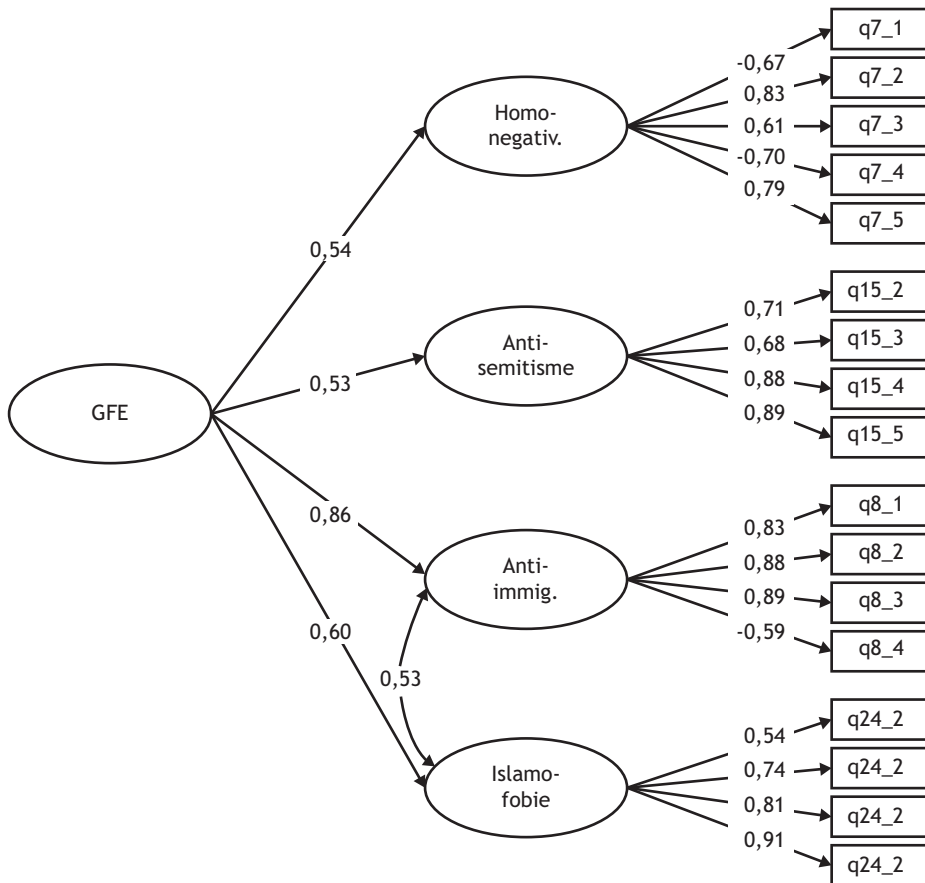 q7_1
-0,67
q7_2
0,83
Homo-
negativ.
0,61
q7_3
-0,70
q7_4
0,79
q7_5
0,54
q15_2
0,71
Anti-
semitisme
0,68
q15_3
0,88
q15_4
0,53
0,89
q15_5
GFE
q8_1
0,86
0,83
Anti-
immig.
0,88
q8_2
0,89
q8_3
0,60
-0,59
q8_4
0,53
q24_2
0,54
Islamo-
fobie
0,74
q24_2
0,81
q24_2
0,91
q24_2